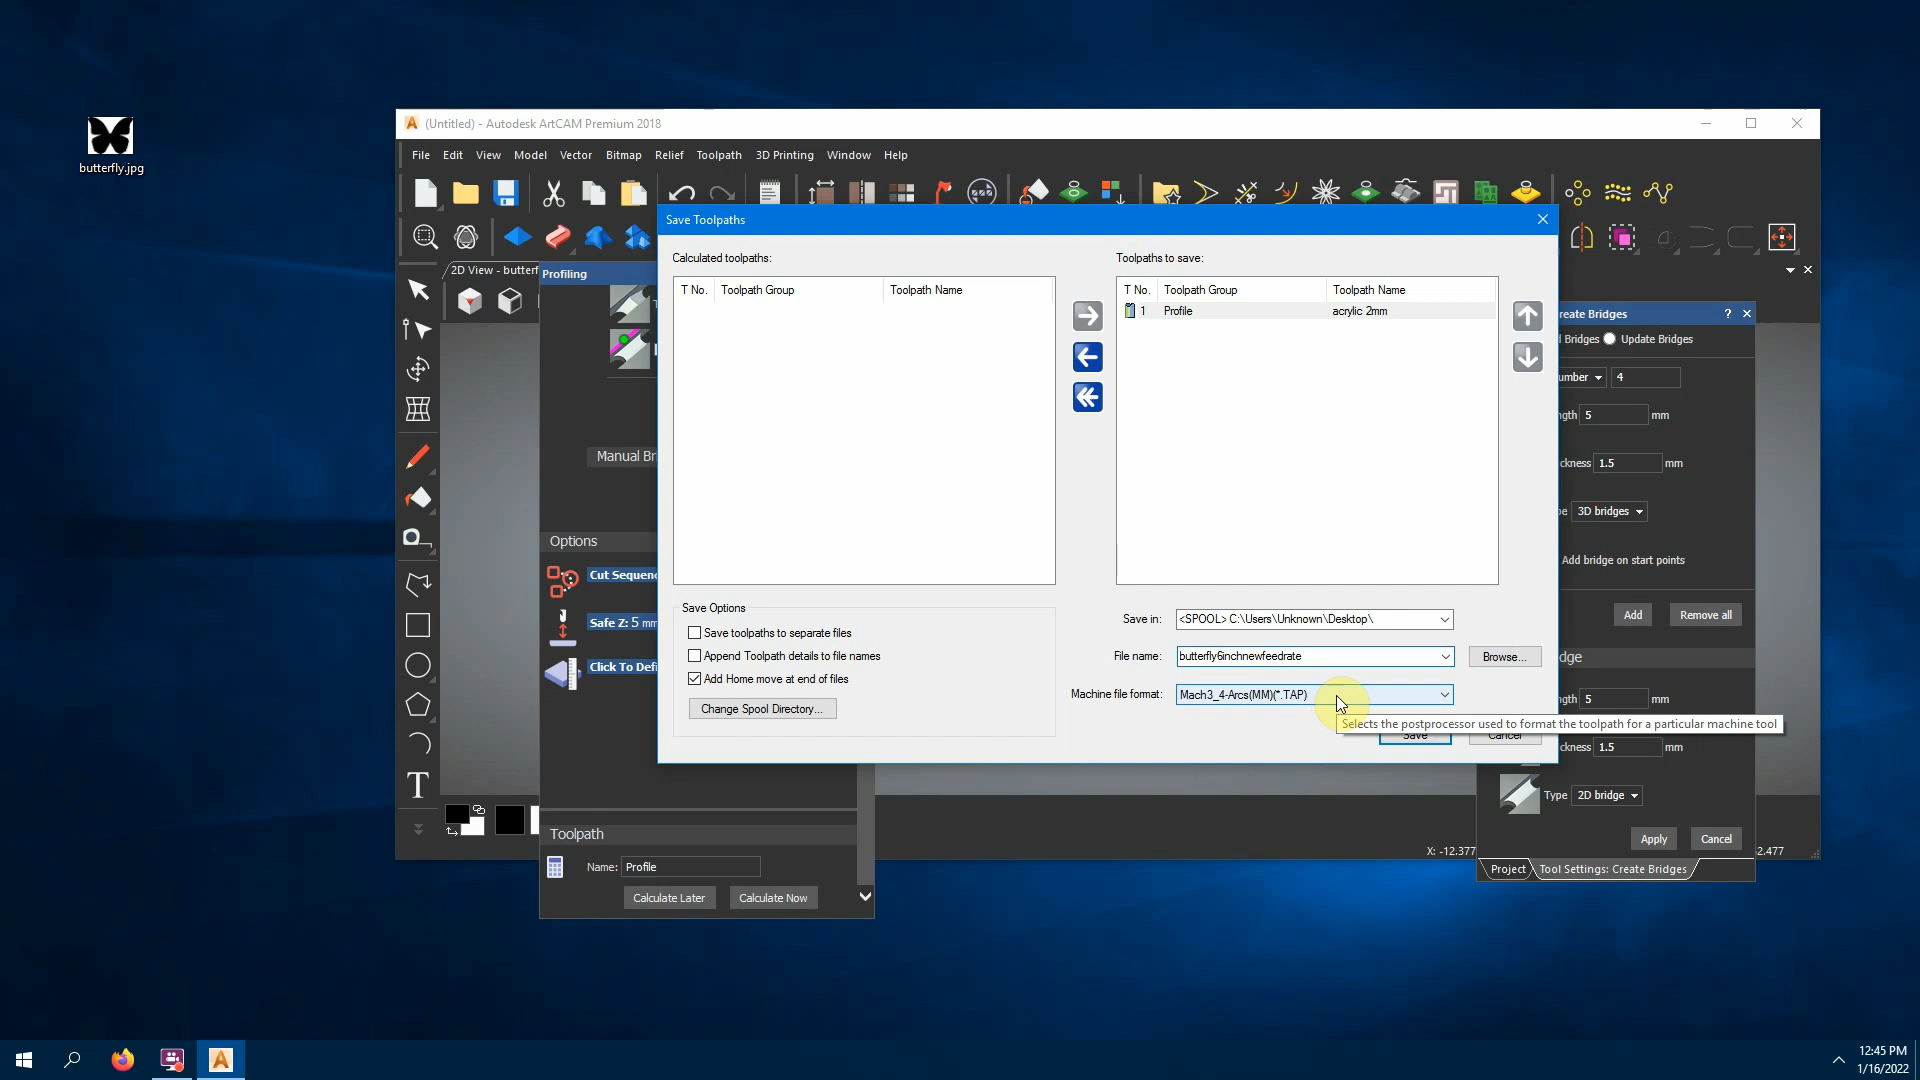 butterfly.jpg
(Untitled) - Autodesk ArtCAM Premium 2018
File Edit View Model Vector Bitmap Relief Toolpath 3D Printing Window Help
2D View - butterf
Profiling
Manual Br
Options
Cut Sequenc
Safe Z: 5 mm
Click To Defi
Toolpath
Name: Profile
Calculate Later Calculate Now
Save Toolpaths
Calculated toolpaths:
T No. Toolpath Group Toolpath Name
Toolpaths to save:
T No. Toolpath Group Toolpath Name
1 Profile acrylic 2mm
Save Options
Save toolpaths to separate files
Append Toolpath details to file names
Add Home move at end of files
Change Spool Directory...
Save in: <SPOOL> C:\Users\Unknown\Desktop\
File name: butterfly6inchnewfeedrate Browse...
Machine file format: Mach3_4-Arcs(MM)(*.TAP)
Selects the postprocessor used to format the toolpath for a particular machine tool
Save Cancel
reate Bridges ?
d Bridges Update Bridges
umber 4
ngth 5 mm
ckness 1.5 mm
pe 3D bridges
Add bridge on start points
Add Remove all
dge
ngth 5 mm
ckness 1.5 mm
Type 2D bridge
Apply Cancel
X: -12.377 2.477
Project Tool Settings: Create Bridges
12:45 PM
1/16/2022